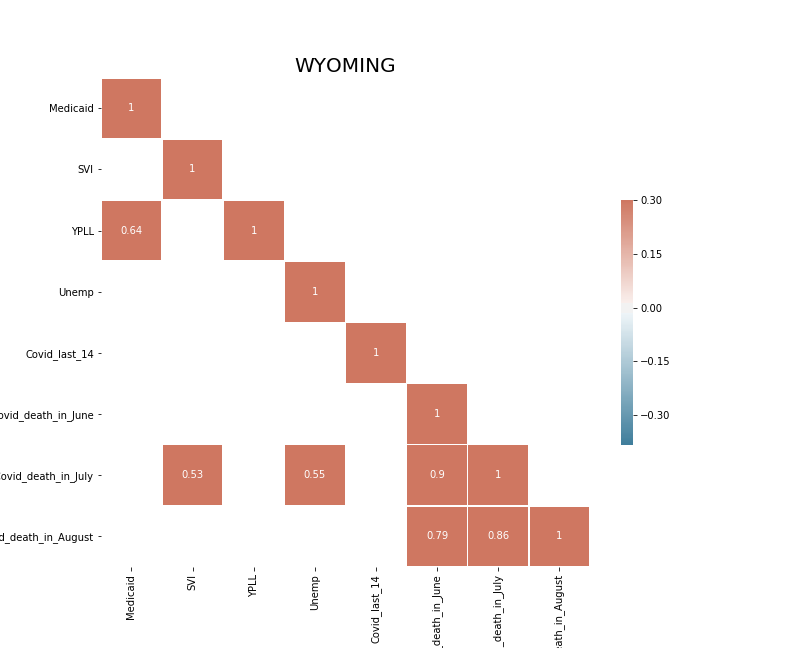 WYOMING
Medicaid
1
SVI
1
YPLL
0.64
1
Unemp
1
Covid_last_14
1
ovid_death_in_June
1
Covid_death_in_July
0.53
0.55
0.9
1
d_death_in_August
0.79
0.86
1
Medicaid
SVI
YPLL
Unemp
Covid_last_14
_death_in_June
_death_in_July
eath_in_August
0.30
0.15
0.00
−0.15
−0.30